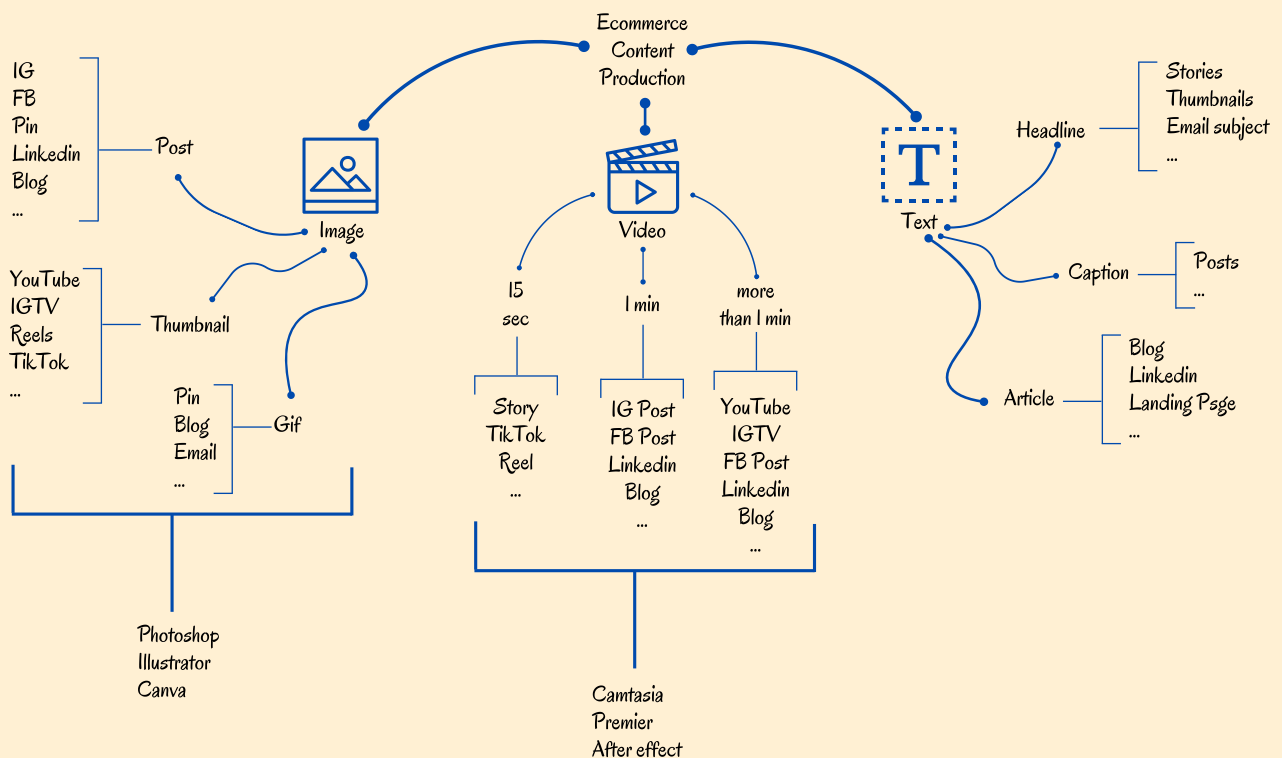 Ecommerce
Content
Production
IG
FB
Pin
Linkedin
Blog
...
Post
Image
YouTube
IGTV
Reels
TikTok
...
Thumbnail
Pin
Blog
Email
...
Gif
Photoshop
Illustrator
Canva
Video
15
sec
Story
TikTok
Reel
...
1 min
IG Post
FB Post
Linkedin
Blog
...
more
than 1 min
YouTube
IGTV
FB Post
Linkedin
Blog
...
Camtasia
Premier
After effect
T
Text
Headline
Stories
Thumbnails
Email subject
...
Caption
Posts
...
Article
Blog
Linkedin
Landing Psge
...